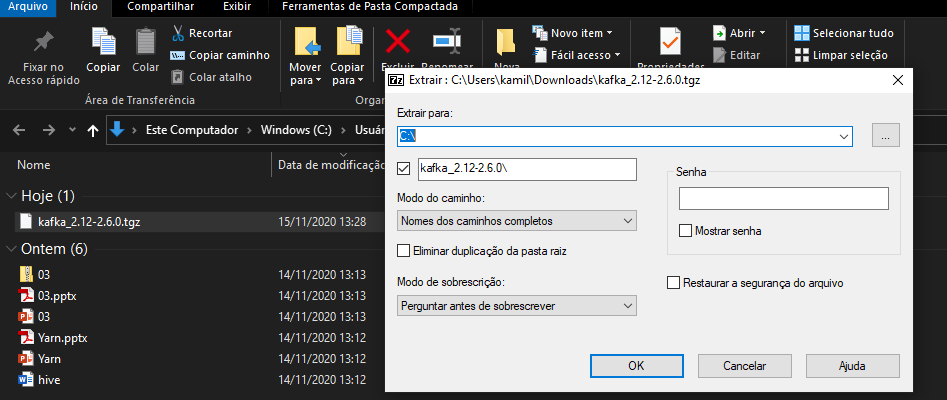 Arquivo Início Compartilhar Exibir Ferramentas de Pasta Compactada
Fixar no
Acesso rápido
Copiar
Colar
Recortar
Copiar caminho
Colar atalho
Área de Transferência
Mover
para
Copiar
para
Excluir
Renomear
Novo item
Fácil acesso
Propriedades
Abrir
Editar
Selecionar tudo
Limpar seleção
Este Computador Windows (C:)
Nome Data de modificação
Hoje (1)
kafka_2.12-2.6.0.tgz 15/11/2020 13:28
Ontem (6)
03 14/11/2020 13:13
03.pptx 14/11/2020 13:13
03 14/11/2020 13:13
Yarn.pptx 14/11/2020 13:12
Yarn 14/11/2020 13:12
hive 14/11/2020 13:12
7z Extrair : C:\Users\kamil\Downloads\kafka_2.12-2.6.0.tgz
Extrair para:
C:\
...
kafka_2.12-2.6.0\
Modo do caminho:
Nomes dos caminhos completos
Eliminar duplicação da pasta raiz
Modo de sobrescrição:
Perguntar antes de sobrescrever
Senha
Mostrar senha
Restaurar a segurança do arquivo
OK Cancelar Ajuda